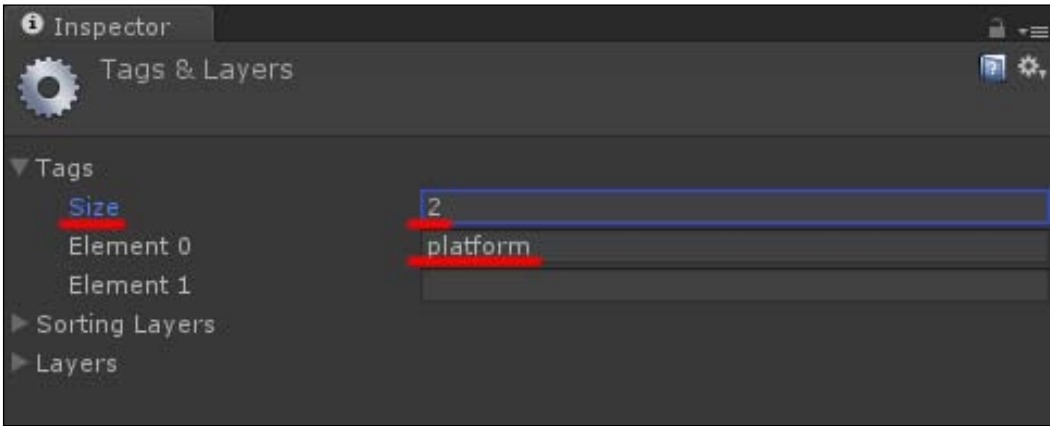 Inspector
Tags & Layers
Tags
Size 2
Element 0 platform
Element 1
Sorting Layers
Layers